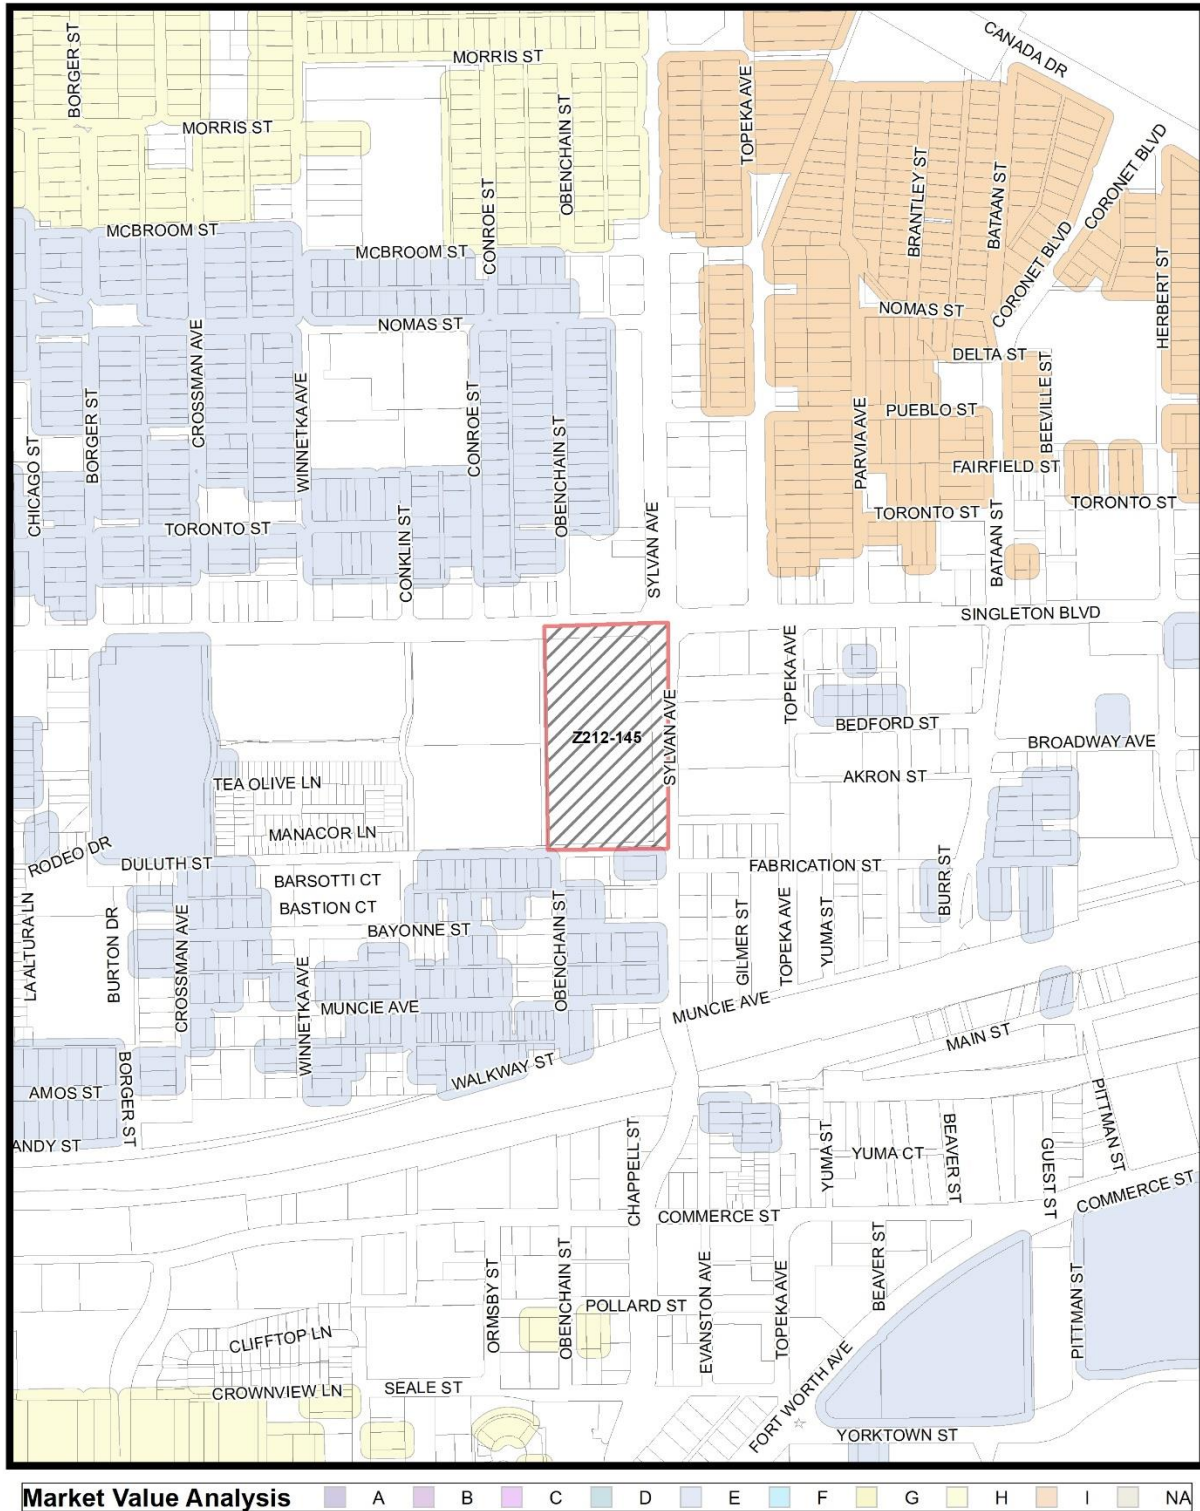 CANADA DR
BORGER ST
MORRIS ST
TOPEKA AVE
OBENCHAIN ST
MORRIS ST
CORONET BLVD
BRANTLEY ST
BATAAN ST
CONROE ST
MCBROOM ST
MCBROOM ST
CORONET BLVD
HERBERT ST
NOMAS ST
NOMAS ST
CROSSMAN AVE
DELTA ST
BEEVILLE ST
WINNETKA AVE
CONROE ST
BORGER ST
PUEBLO ST
PARVIA AVE
OBENCHAIN ST
CHICAGO ST
FAIRFIELD ST
TORONTO ST
TORONTO ST
TORONTO ST
CONKLIN ST
SYLVAN AVE
BATAAN ST
SINGLETON BLVD
TOPEKA AVE
SYLVAN AVE
BEDFORD ST
Z212-145
BROADWAY AVE
TEA OLIVE LN
AKRON ST
MANACOR LN
RODEO DR
DULUTH ST
FABRICATION ST
BARSOTTI CT
BURR ST
BASTION CT
LA ALTURA LN
BURTON DR
CROSSMAN AVE
BAYONNE ST
OBENCHAIN ST
GILMER ST
TOPEKA AVE
YUMA ST
WINNETKA AVE
MUNCIE AVE
MUNCIE AVE
MAIN ST
WALKWAY ST
AMOS ST
BORGER ST
PITTMAN ST
ANDY ST
CHAPPELL ST
YUMA ST
YUMA CT
BEAVER ST
GUEST ST
COMMERCE ST
COMMERCE ST
BEAVER ST
ORMSBY ST
OBENCHAIN ST
POLLARD ST
EVANSTON AVE
TOPEKA AVE
PITTMAN ST
CLIFFTOP LN
CROWNVIEW LN
SEALE ST
FORT WORTH AVE
YORKTOWN ST
Market Value Analysis A B C D E F G H I NA